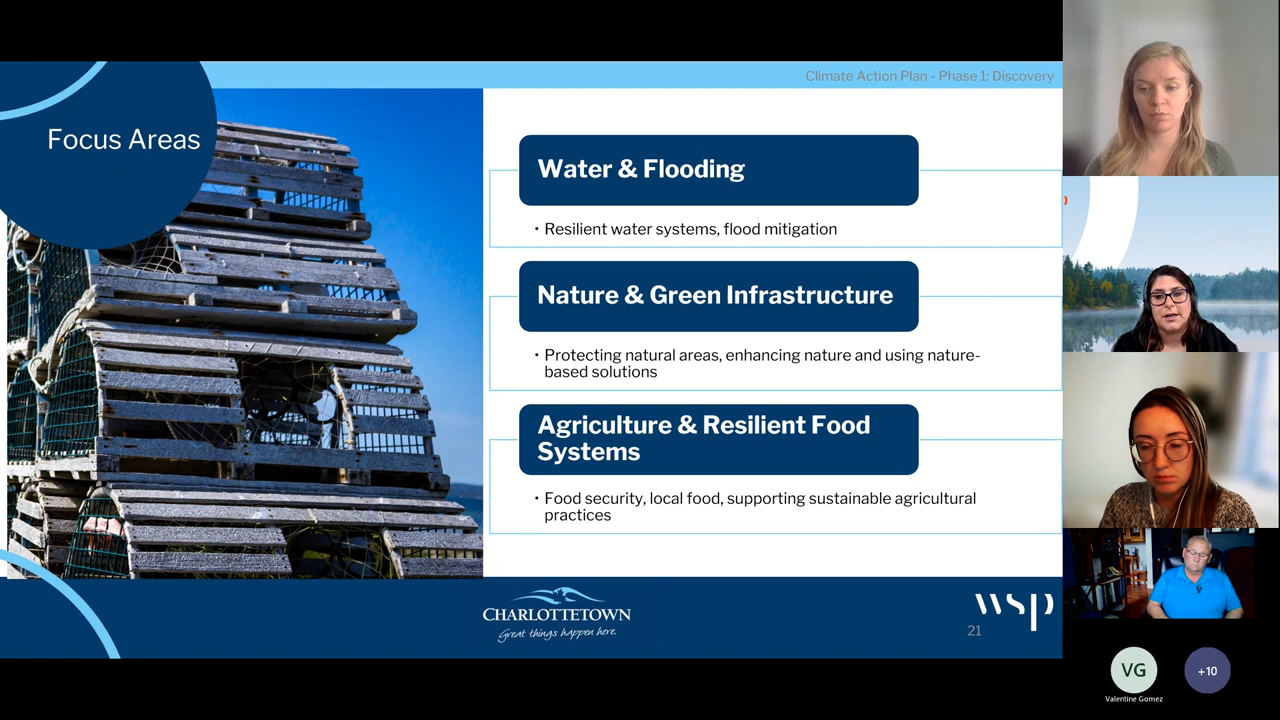 Climate Action Plan - Phase 1: Discovery
Focus Areas
Water & Flooding
• Resilient water systems, flood mitigation
Nature & Green Infrastructure
• Protecting natural areas, enhancing nature and using nature-
based solutions
Agriculture & Resilient Food
Systems
• Food security, local food, supporting sustainable agricultural
practices
CHARLOTTETOWN
Great things happen here.
wsp
21
VG
+10
Valentine Gomez